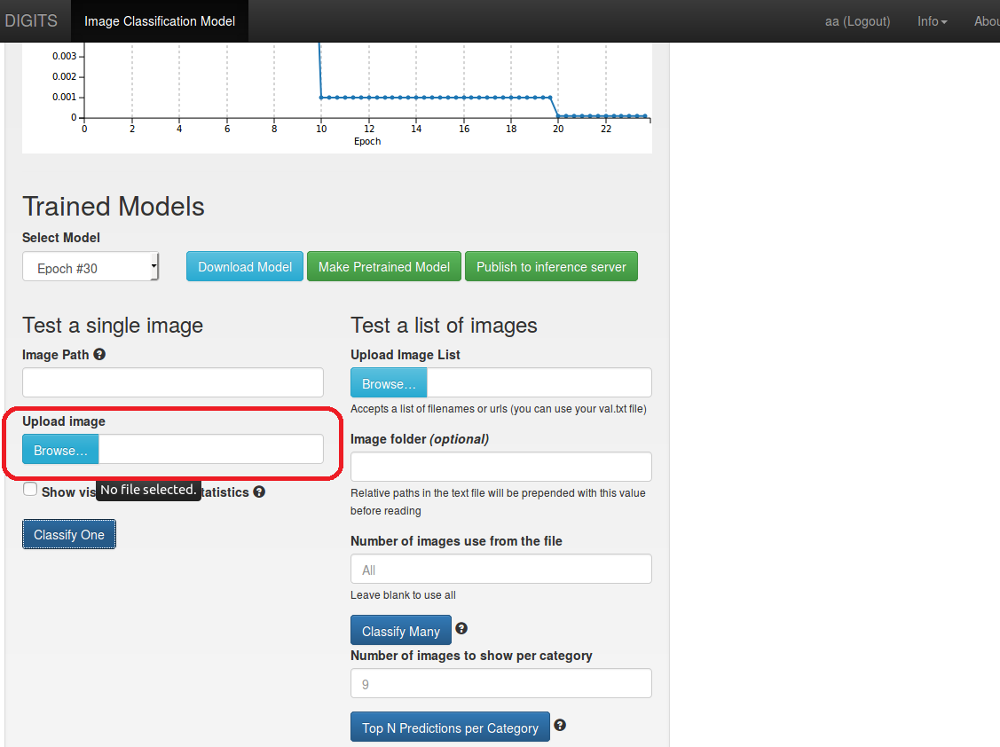 DIGITS Image Classification Model aa (Logout) Info Abou
0.003
0.002
0.001
0
0 2 4 6 8 10 12 14 16 18 20 22
Epoch
Trained Models
Select Model
Epoch #30 Download Model Make Pretrained Model Publish to inference server
Test a single image
Image Path
Upload image
Browse...
No file selected.
Show vis tatistics
Classify One
Test a list of images
Upload Image List
Browse...
Accepts a list of filenames or urls (you can use your val.txt file)
Image folder (optional)
Relative paths in the text file will be prepended with this value
before reading
Number of images use from the file
All
Leave blank to use all
Classify Many
Number of images to show per category
9
Top N Predictions per Category